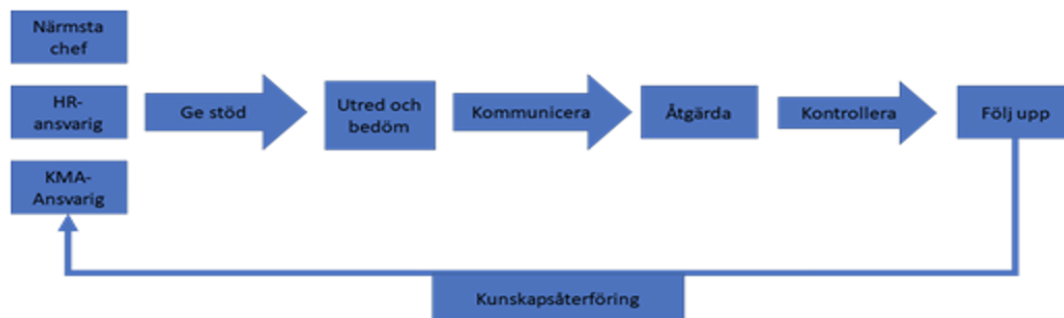 Närmsta
chef
HR-
ansvarig
KMA-
Ansvarig
Ge stöd
Utred och
bedöm
Kommunicera
Åtgärda
Kontrollera
Följ upp
Kunskapsåterföring